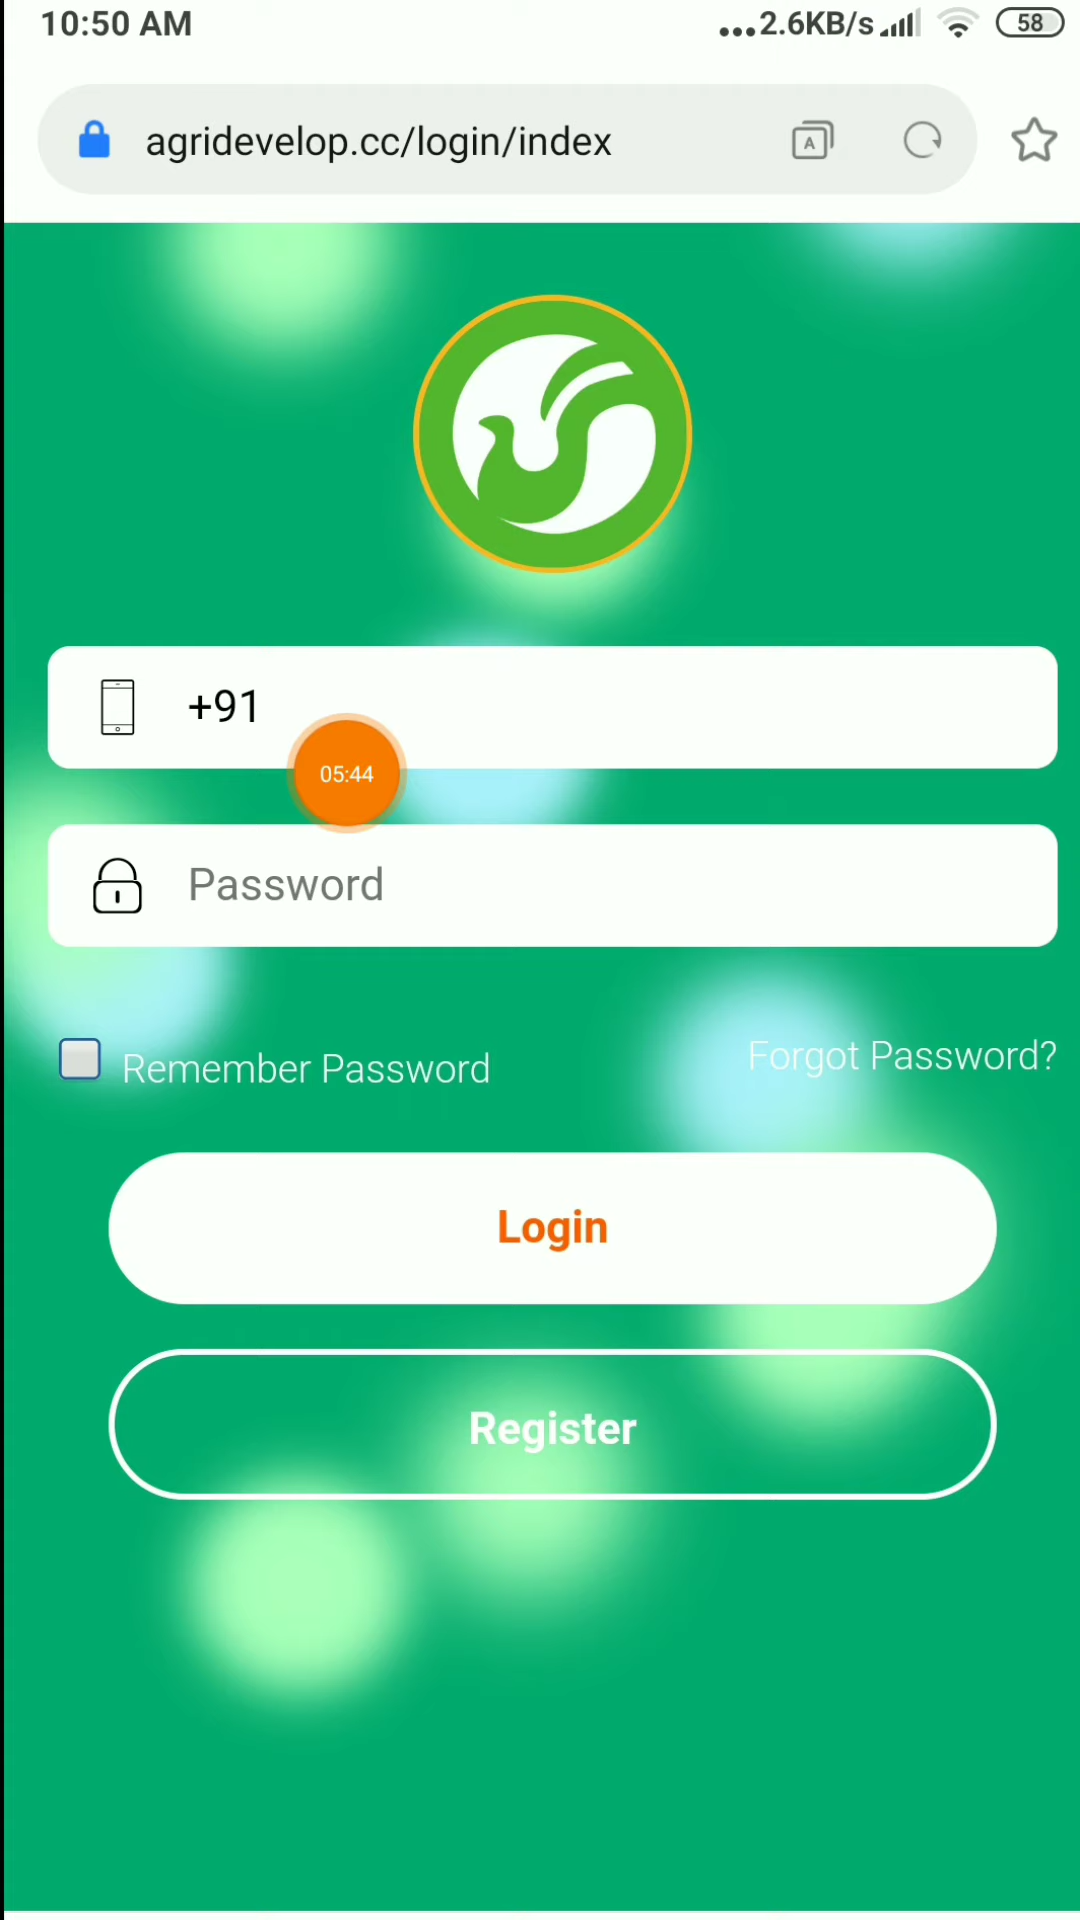 10:50 AM
...2.6KB/s
58
agridevelop.cc/login/index
A
+91
05:44
Password
Remember Password
Forgot Password?
Login
Register